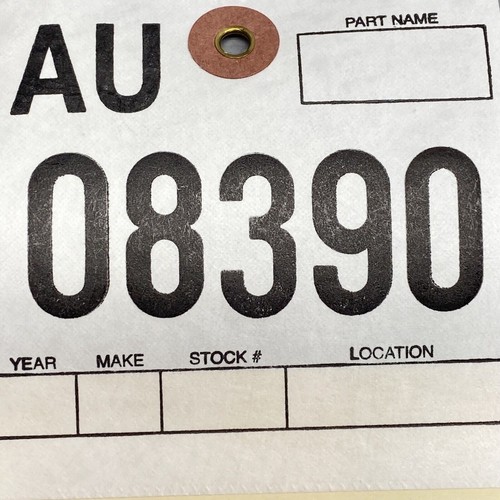 AU
PART NAME
08390
YEAR MAKE STOCK # LOCATION